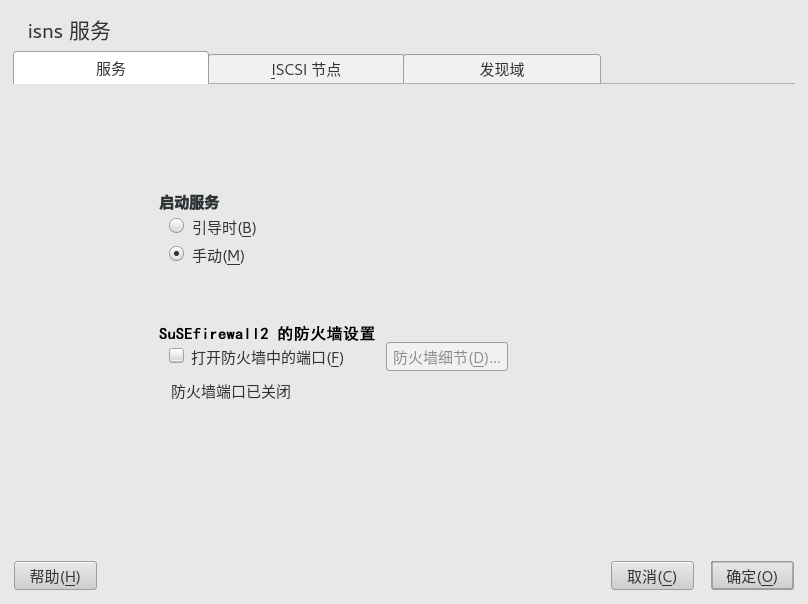 isns 服务
服务 ISCSI 节点 发现域
启动服务
引导时(B)
手动(M)
SuSEfirewall2 的防火墙设置
打开防火墙中的端口(F) 防火墙细节(D)...
防火墙端口已关闭
帮助(H) 取消(C) 确定(O)